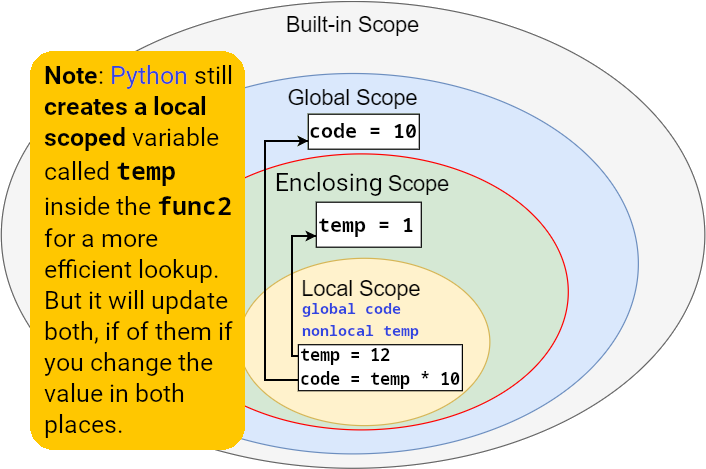 Built-in Scope
Note: Python still
creates a local
scoped variable
called temp
inside the func2
for a more
efficient lookup.
But it will update
both, if of them if
you change the
value in both
places.
Global Scope
code = 10
Enclosing Scope
temp = 1
Local Scope
global code
nonlocal temp
temp = 12
code = temp * 10